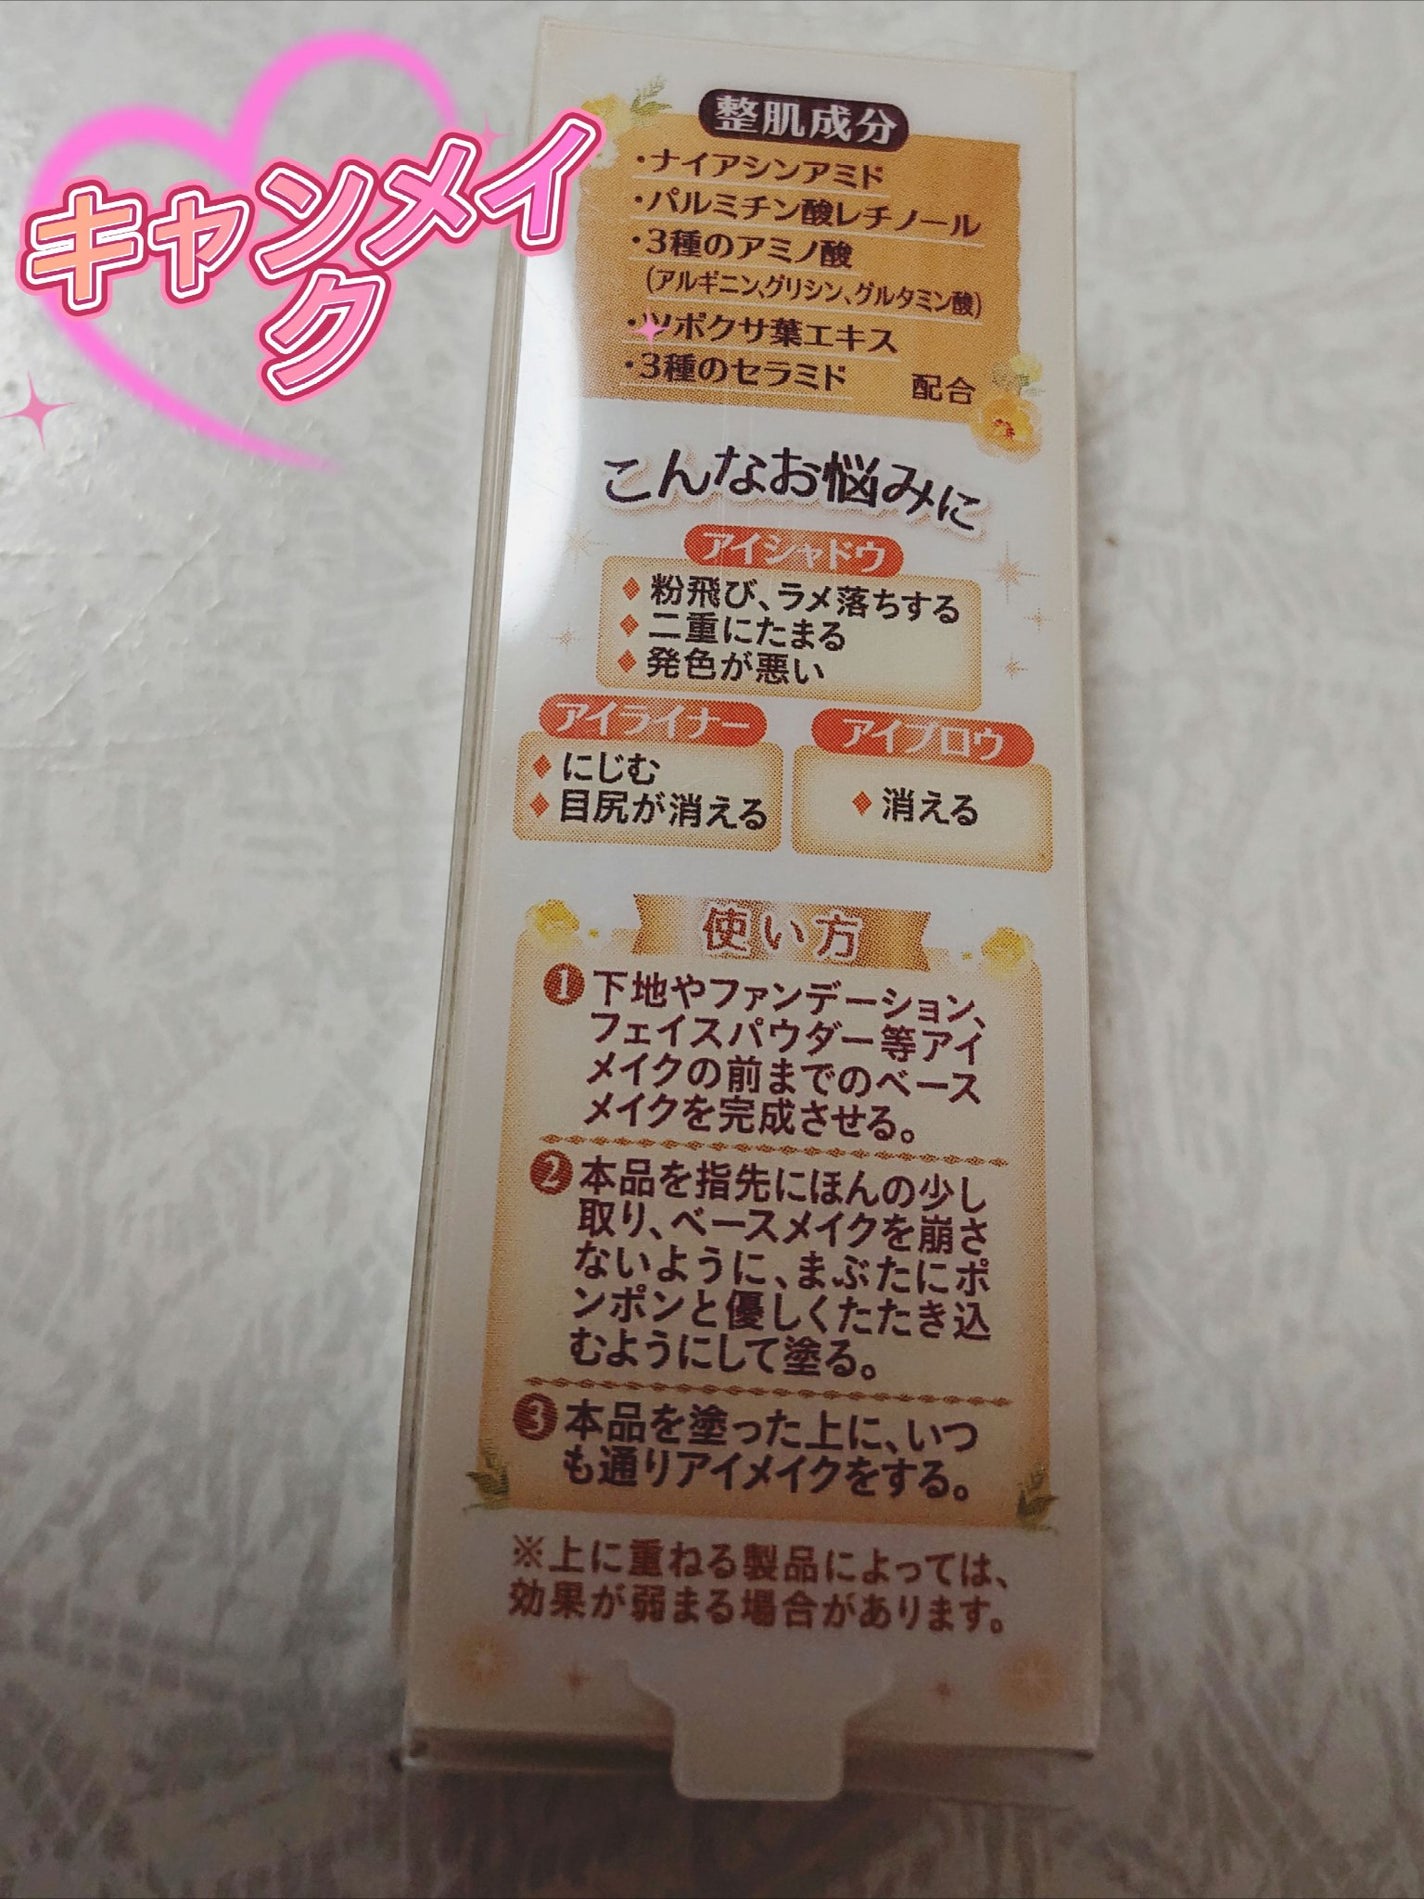 キャンメイ
ク
整肌成分
・ナイアシンアミド
・パルミチン酸レチノール
・3種のアミノ酸
(アルギニン、グリシン、グルタミン酸)
・ツボクサ葉エキス
・3種のセラミド 配合
こんなお悩みに
アイシャドウ
♦粉飛び、ラメ落ちする
♦二重にたまる
♦発色が悪い
アイライナー
♦にじむ
♦目尻が消える
アイブロウ
♦消える
使い方
❶下地やファンデーション、
フェイスパウダー等アイ
メイクの前までのベース
メイクを完成させる。
❷本品を指先にほんの少し
取り、ベースメイクを崩さ
ないように、まぶたにポ
ンポンと優しくたたき込
むようにして塗る。
❸本品を塗った上に、いつ
も通りアイメイクをする。
※上に重ねる製品によっては、
効果が弱まる場合があります。